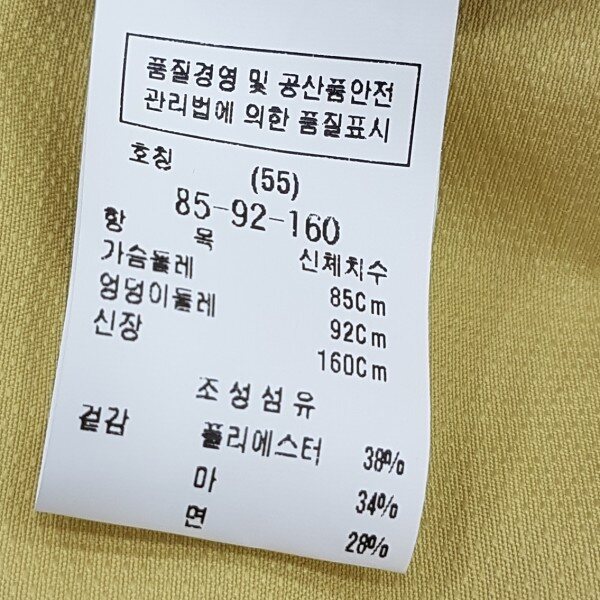 품질경영 및 공산품안전
관리법에 의한 품질표시
호칭 (55)
85-92-160
항 목 신체치수
가슴둘레 85Cm
엉덩이둘레 92Cm
신장 160Cm
조성섬유
겉감 폴리에스터 38%
마 34%
면 28%